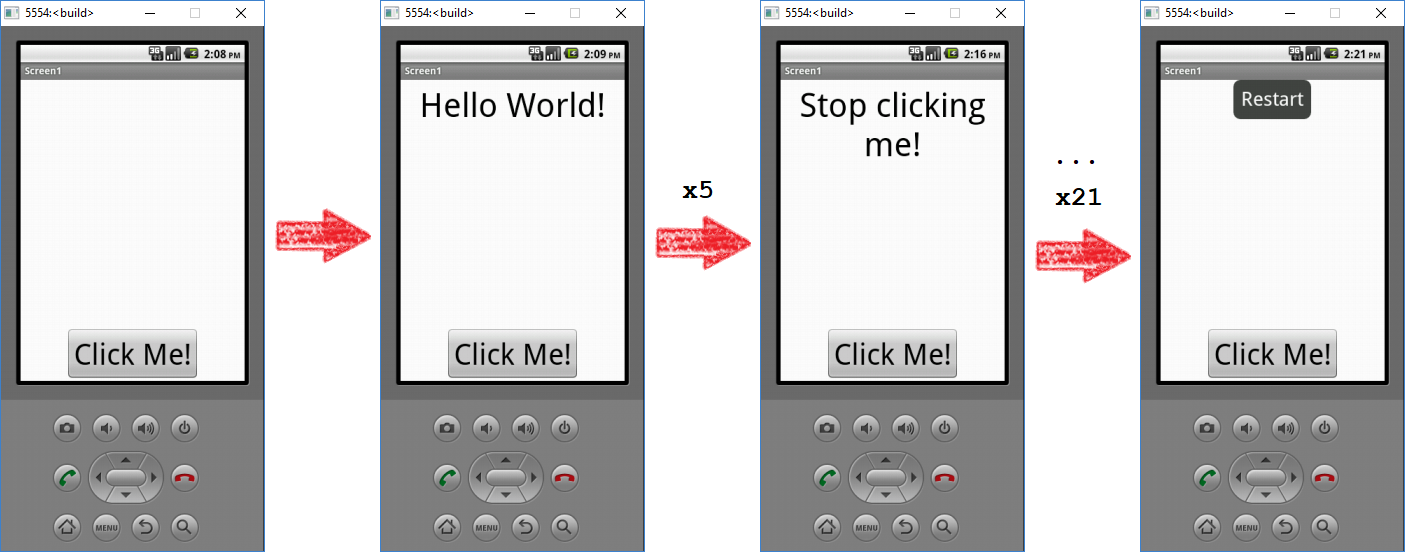 5554:<build>
3G
2:08 PM
Screen1
Click Me!
MENU
5554:<build>
3G
2:09 PM
Screen1
Hello World!
Click Me!
MENU
x5
5554:<build>
3G
2:16 PM
Screen1
Stop clicking
me!
Click Me!
MENU
...
x21
5554:<build>
3G
2:21 PM
Screen1
Restart
Click Me!
MENU